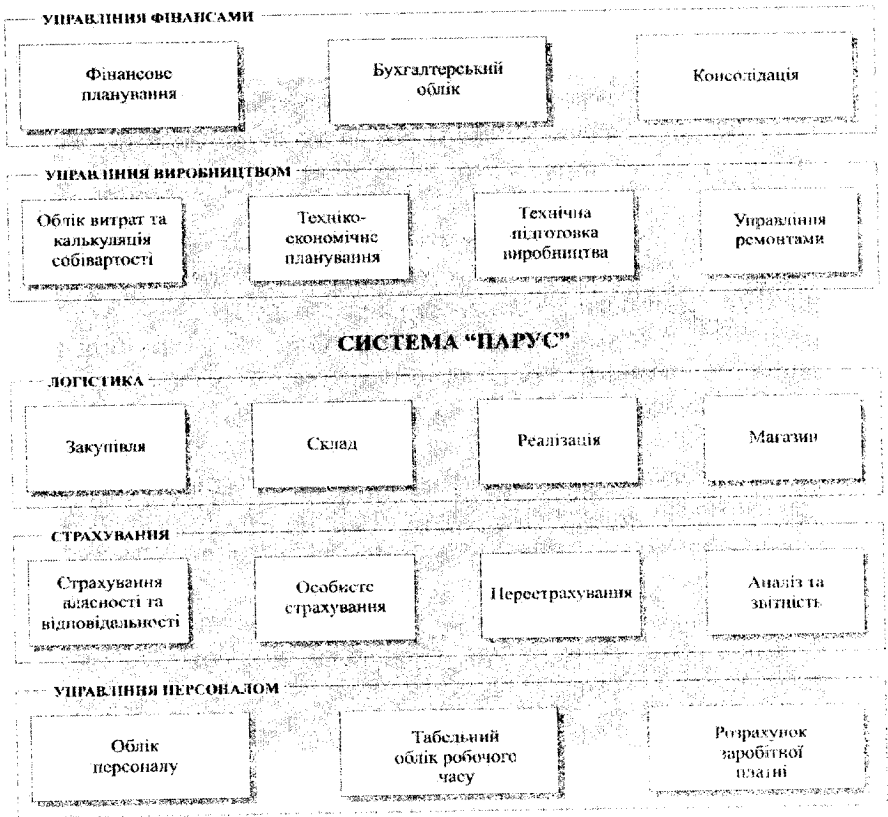 УПРАВЛІННЯ ФІНАНСАМИ
Фінансове
планування
Бухгалтерський
облік
Консолідація
УПРАВЛІННЯ ВИРОБНИЦТВОМ
Облік витрат та
калькуляція
собівартості
Техніко-
економічне
планування
Технічна
підготовка
виробництва
Управління
ремонтами
СИСТЕМА “ПАРУС”
ЛОГІСТИКА
Закупівля
Склад
Реалізація
Магазин
СТРАХУВАННЯ
Страхування
власності та
відповідальності
Особисте
страхування
Перестрахування
Аналіз та
звітність
УПРАВЛІННЯ ПЕРСОНАЛОМ
Облік
персоналу
Табельний
облік робочого
часу
Розрахунок
заробітної
платні